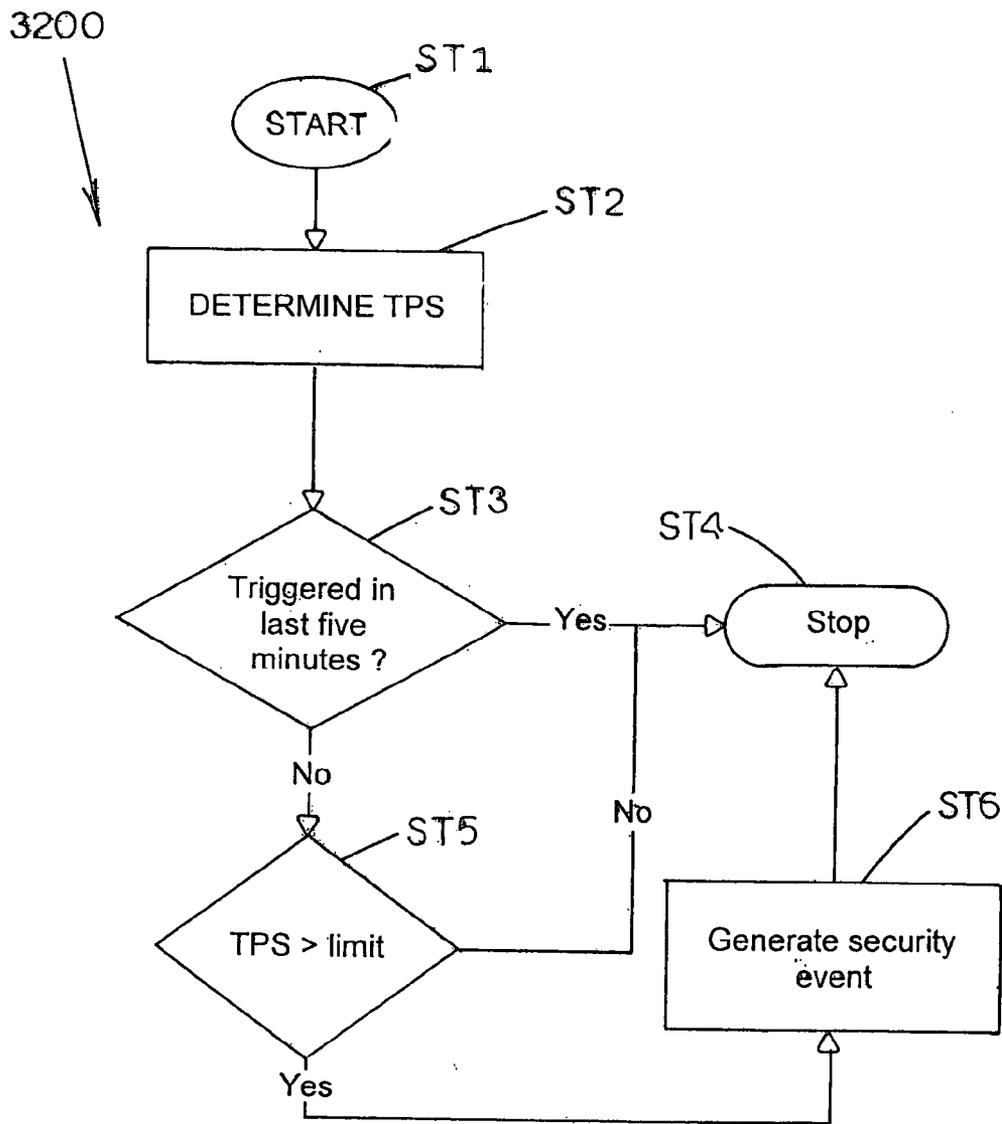 3200
ST1
START
ST2
DETERMINE TPS
ST3
Triggered in
last five
minutes ?
Yes
ST4
Stop
No
ST5
TPS > limit
No
ST6
Generate security
event
Yes